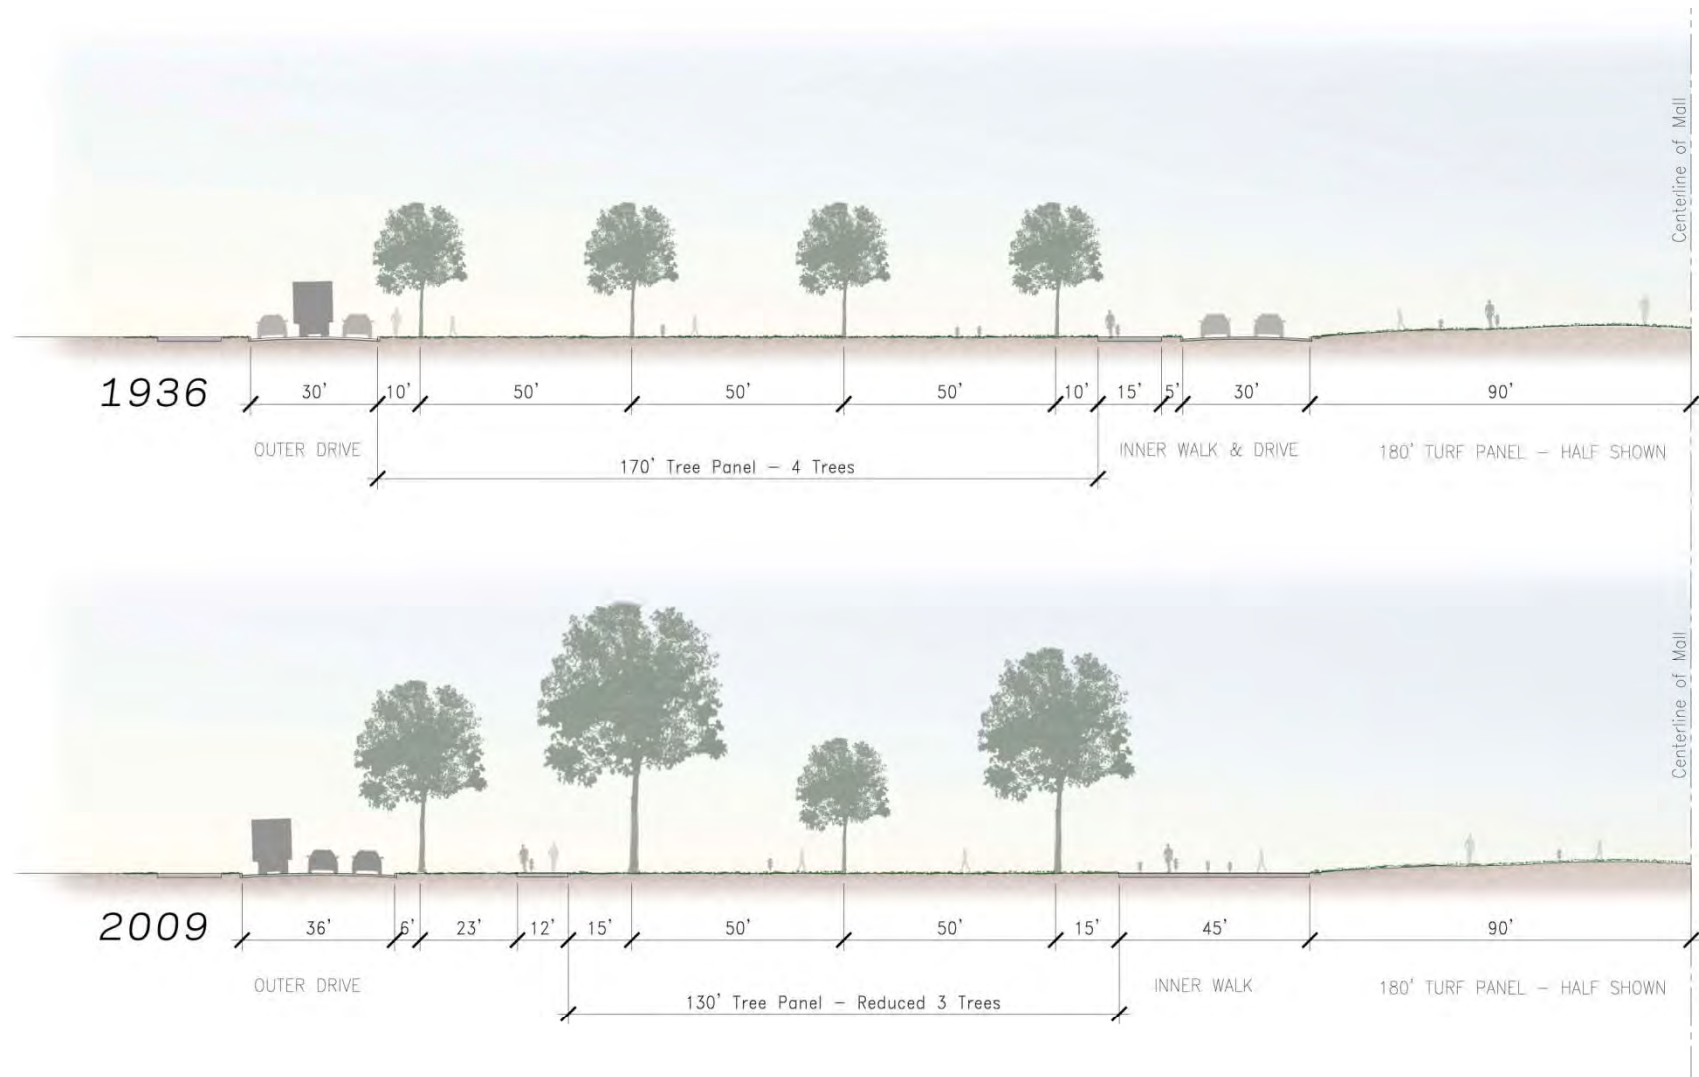 Centerline of Mall
1936
30' 10' 50' 50' 50' 10' 15' 5' 30' 90'
OUTER DRIVE
170' Tree Panel – 4 Trees
INNER WALK & DRIVE
180' TURF PANEL – HALF SHOWN
Centerline of Mall
2009
36' 6' 23' 12' 15' 50' 50' 15' 45' 90'
OUTER DRIVE
130' Tree Panel – Reduced 3 Trees
INNER WALK
180' TURF PANEL – HALF SHOWN